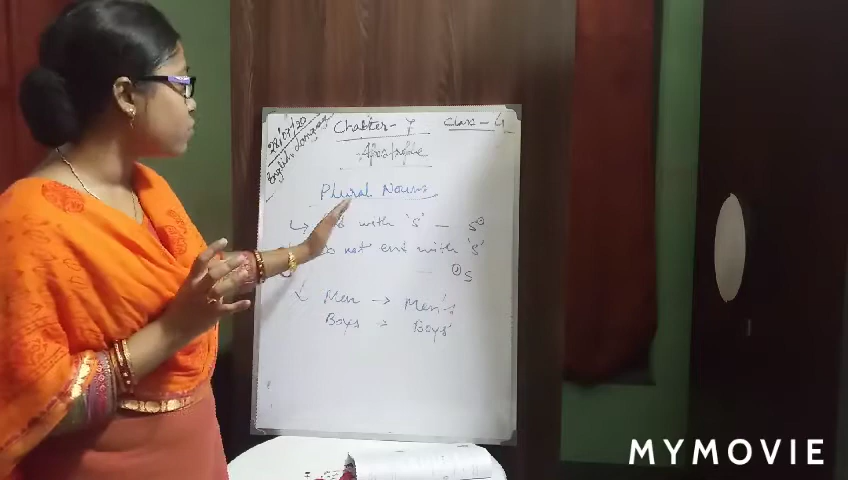 28/07/20
English Language
Chapter - 7
Class - 4
Apostrophe
Plural Nouns
↳ with 's' — s'
not end with 's'
— 's
Men → Men's
Boys → Boys'
MYMOVIE